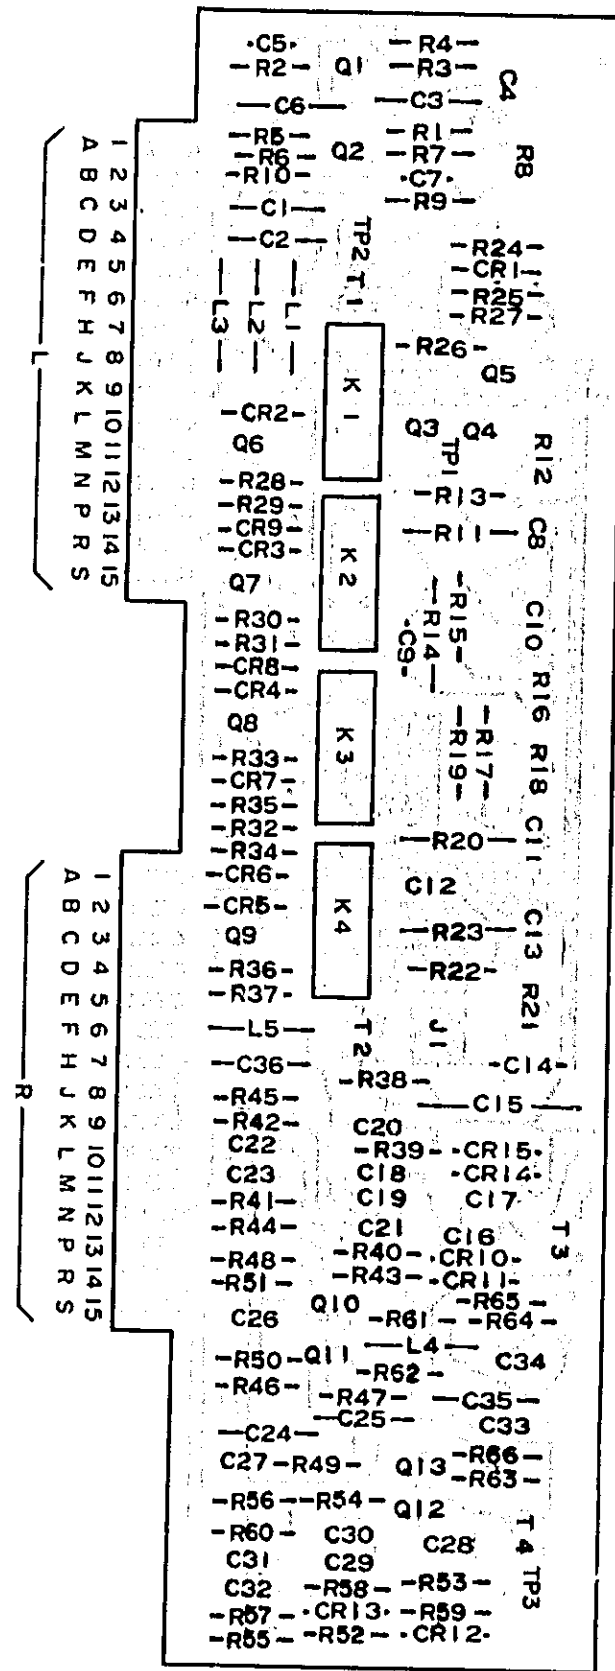 C5 R4
R2 Q1 R3
C6 C3 C4
R5 R1
R6 Q2 R7 R8
R10 C7
C1 R9
C2 TP2
R24
CR1
T1 R25
L3 L2 L1 R27
R26
K1 Q5
CR2 Q3 Q4
Q6 TP1 R12
R28 R13
R29
CR9 R11 C8
CR3 K2
Q7
R30 R14 R15 C10
R31 C9
CR8
CR4 R16
Q8 K3
R33 R19 R17 R18
CR7
R35
R32 R20 C11
R34
CR6 C12
CR5 K4
Q9 R23 C13
R36 R22
R37 R21
L5 T2 J1
C36 C14
R38
R45 C15
R42 C20
C22 R39 CR15
C23 C18 CR14
R41 C19 C17
R44 C21 C16 T3
R48 R40 CR10
R51 R43 CR11
Q10 R65
C26 R61 R64
L4
R50 Q11 C34
R46 R62
R47 C35
C25 C33
C24
C27 R49 Q13 R66
R63
R56 R54 Q12
R60 C30 C28 T4
C31 C29
C32 R58 R53 TP3
R57 CR13 R59
R55 R52 CR12
1 2 3 4 5 6 7 8 9 10 11 12 13 14 15
A B C D E F H J K L M N P R S
L
1 2 3 4 5 6 7 8 9 10 11 12 13 14 15
A B C D E F H J K L M N P R S
R